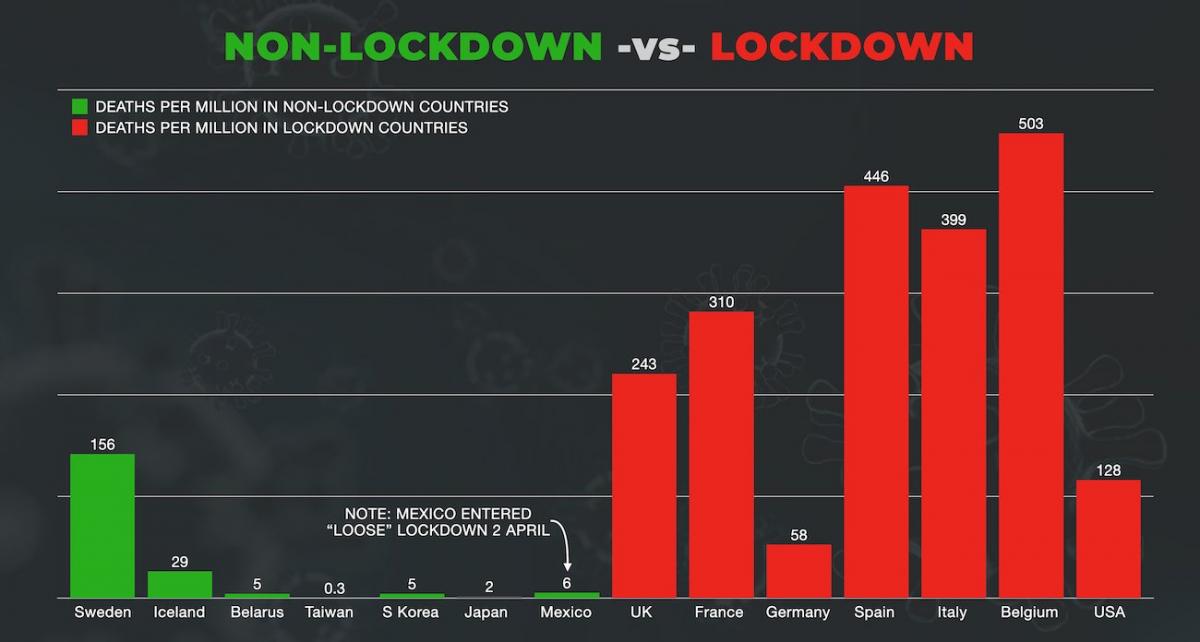 NON-LOCKDOWN -vs- LOCKDOWN
DEATHS PER MILLION IN NON-LOCKDOWN COUNTRIES
DEATHS PER MILLION IN LOCKDOWN COUNTRIES
156
29
5
0.3
5
2
6
243
310
58
446
399
503
128
NOTE: MEXICO ENTERED
“LOOSE” LOCKDOWN 2 APRIL
Sweden
Iceland
Belarus
Taiwan
S Korea
Japan
Mexico
UK
France
Germany
Spain
Italy
Belgium
USA